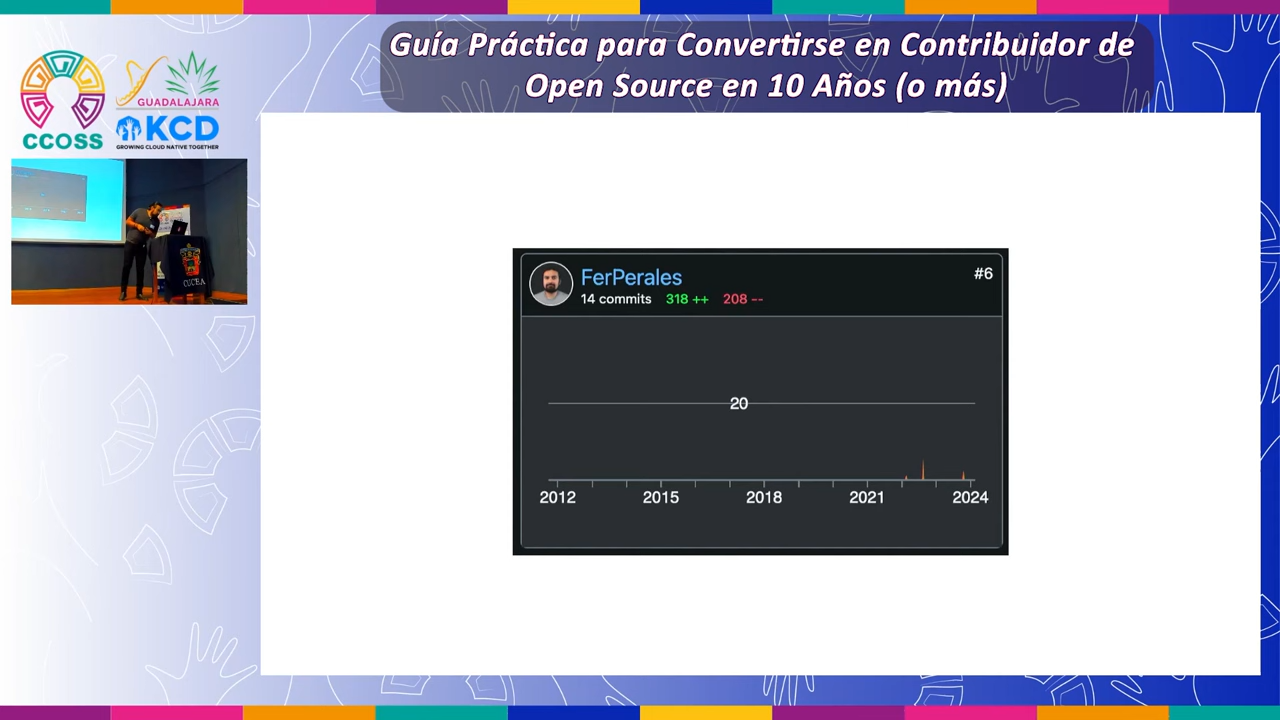 Guía Práctica para Convertirse en Contribuidor de
Open Source en 10 Años (o más)
CCOSS
GUADALAJARA
KCD
GROWING CLOUD NATIVE TOGETHER
CUCEA
FerPerales
#6
14 commits 318 ++ 208 --
20
2012 2015 2018 2021 2024